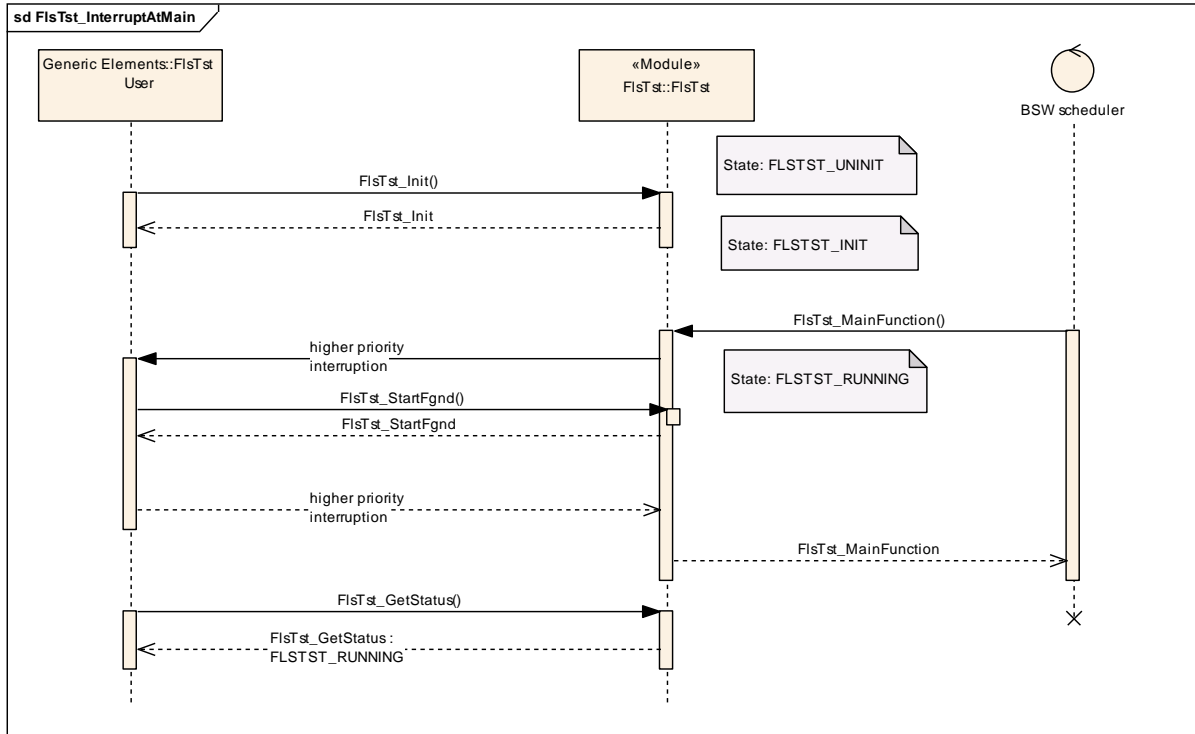 sd FlsTst_InterruptAtMain
Generic Elements::FlsTst
User
«Module»
FlsTst::FlsTst
BSW scheduler
State: FLSTST_UNINIT
FlsTst_Init()
FlsTst_Init
State: FLSTST_INIT
FlsTst_MainFunction()
higher priority
interruption
State: FLSTST_RUNNING
FlsTst_StartFgnd()
FlsTst_StartFgnd
higher priority
interruption
FlsTst_MainFunction
FlsTst_GetStatus()
FlsTst_GetStatus :
FLSTST_RUNNING